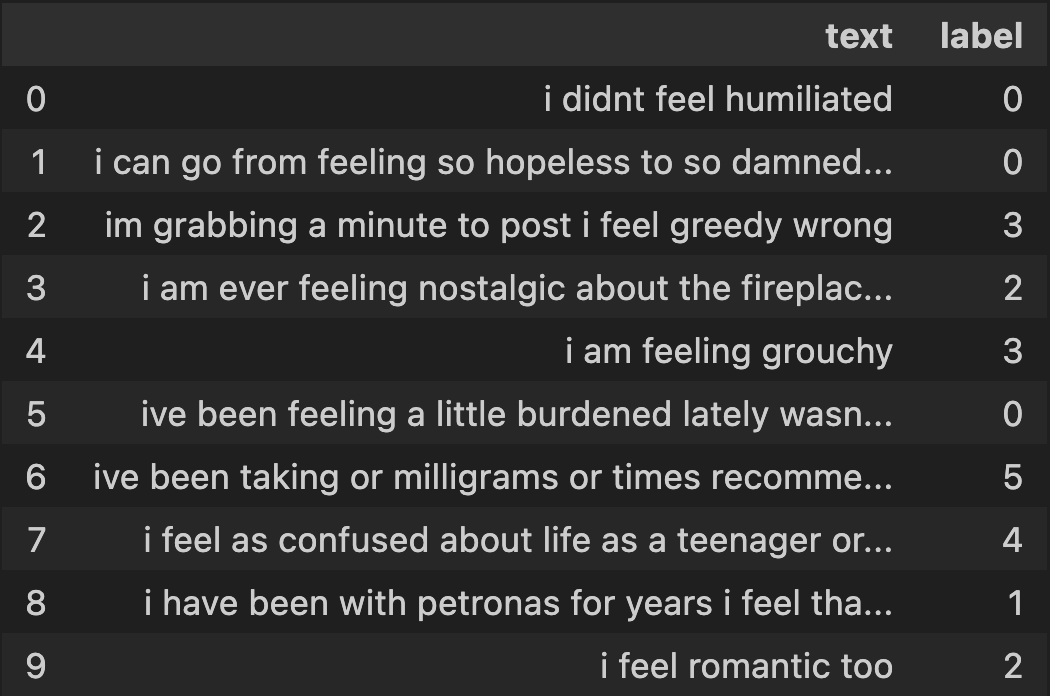 text label
0 i didnt feel humiliated 0
1 i can go from feeling so hopeless to so damned... 0
2 im grabbing a minute to post i feel greedy wrong 3
3 i am ever feeling nostalgic about the fireplac... 2
4 i am feeling grouchy 3
5 ive been feeling a little burdened lately wasn... 0
6 ive been taking or milligrams or times recomme... 5
7 i feel as confused about life as a teenager or... 4
8 i have been with petronas for years i feel tha... 1
9 i feel romantic too 2